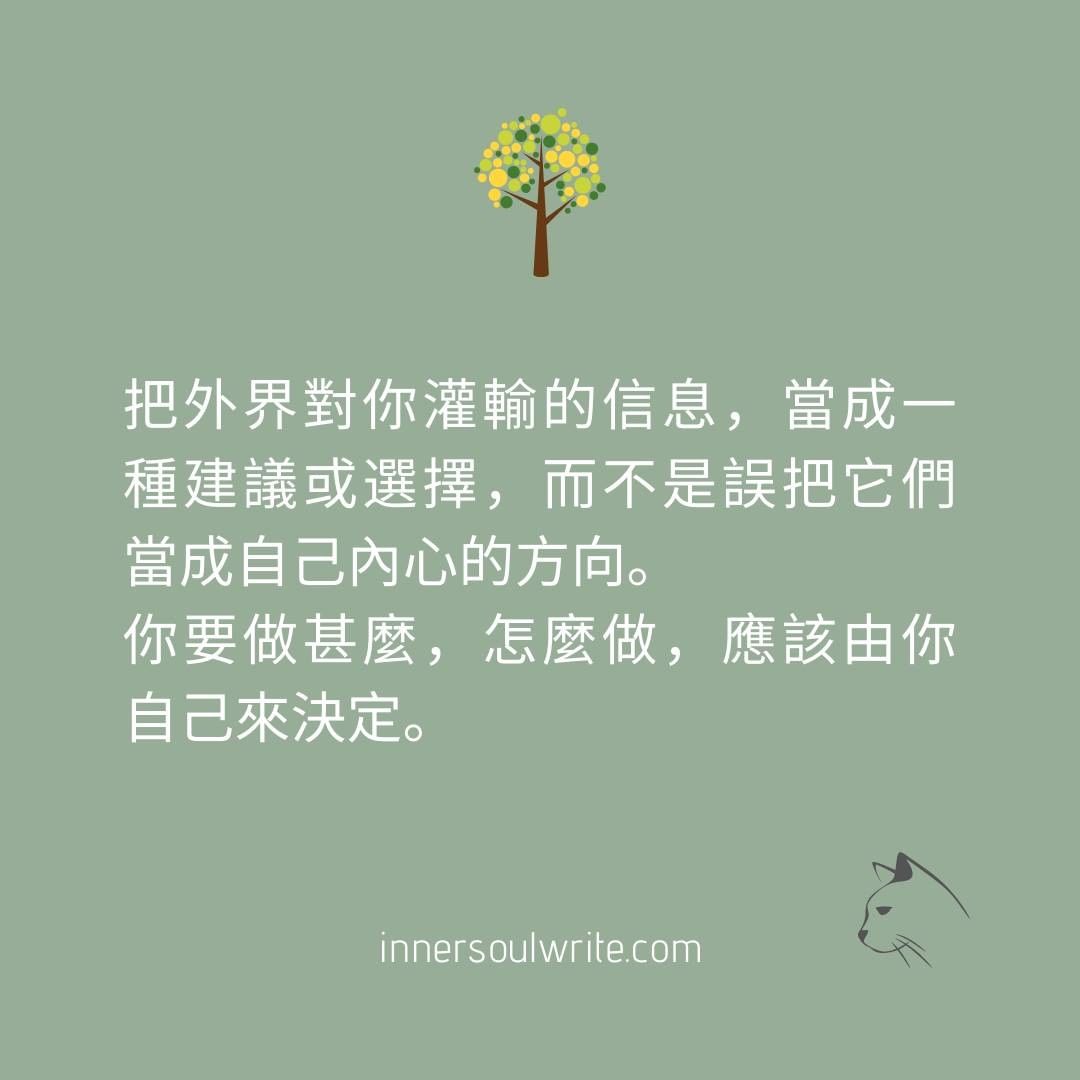 把外界對你灌輸的信息，當成一
種建議或選擇，而不是誤把它們
當成自己內心的方向。
你要做甚麼，怎麼做，應該由你
自己來決定。
innersoulwrite.com